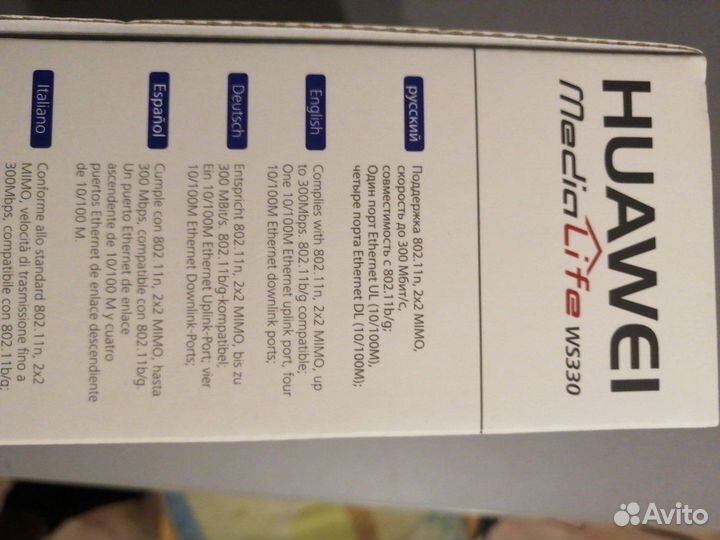 HUAWEI
Media Life WS330
русский
Поддержка 802.11n, 2x2 MIMO,
скорость до 300 Мбит/с,
совместимость с 802.11b/g;
Один порт Ethernet UL (10/100M),
четыре порта Ethernet DL (10/100M);
English
Complies with 802.11n, 2x2 MIMO, up
to 300Mbps. 802.11b/g compatible;
One 10/100M Ethernet uplink port, four
10/100M Ethernet downlink ports;
Deutsch
Entspricht 802.11n, 2x2 MIMO, bis zu
300 MBit/s. 802.11b/g-kompatibel;
Ein 10/100M Ethernet Uplink-Port; vier
10/100M Ethernet Downlink-Ports;
Español
Cumple con 802.11n, 2x2 MIMO, hasta
300 Mbps, compatible con 802.11b/g.
Un puerto Ethernet de enlace
ascendente de 10/100 M y cuatro
puertos Ethernet de enlace descendiente
de 10/100 M.
Italiano
Conforme allo standard 802.11n, 2x2
MIMO, velocità di trasmissione fino a
300Mbps, compatible con 802.11b/g;
Avito